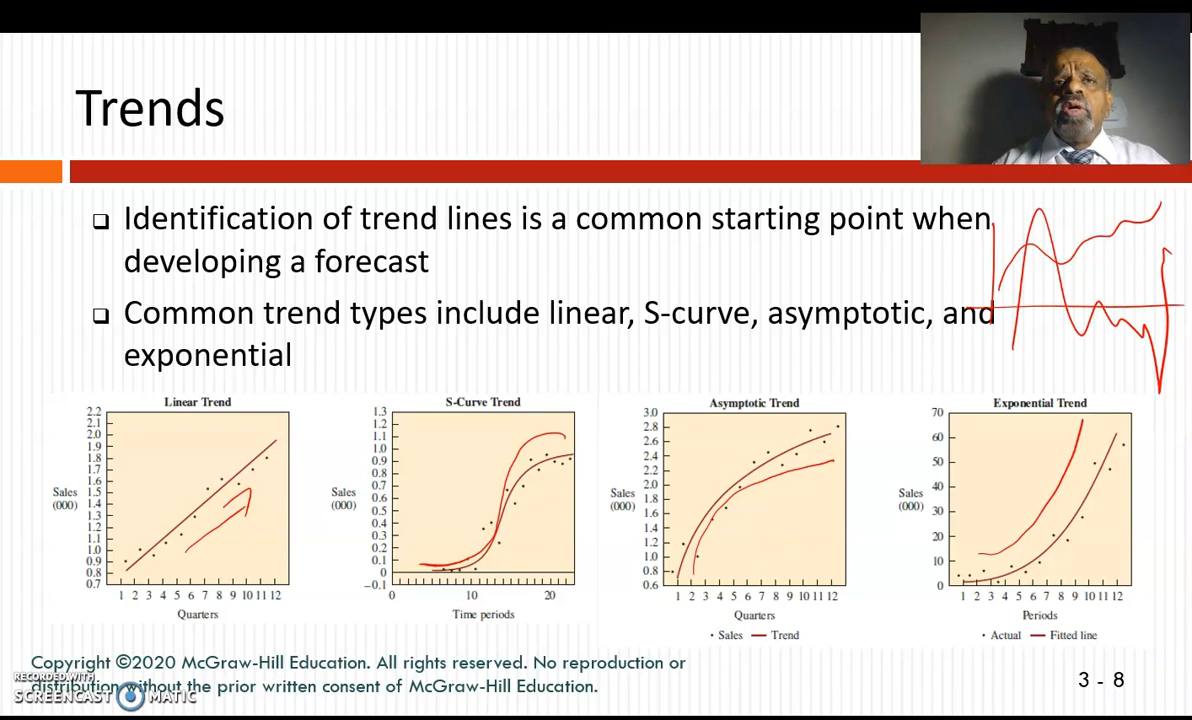 Trends
❑ Identification of trend lines is a common starting point when
developing a forecast
❑ Common trend types include linear, S-curve, asymptotic, and
exponential
Linear Trend
2.2
2.1
2.0
1.9
1.8
1.7
1.6
1.5
1.4
1.3
1.2
1.1
1.0
0.9
0.8
0.7
Sales
(000)
1 2 3 4 5 6 7 8 9 10 11 12
Quarters
S-Curve Trend
1.3
1.2
1.1
1.0
0.9
0.8
0.7
0.6
0.5
0.4
0.3
0.2
0.1
0
−0.1
Sales
(000)
0 10 20
Time periods
Asymptotic Trend
3.0
2.8
2.6
2.4
2.2
2.0
1.8
1.6
1.4
1.2
1.0
0.8
0.6
Sales
(000)
1 2 3 4 5 6 7 8 9 10 11 12
Quarters
• Sales — Trend
Exponential Trend
70
60
50
40
30
20
10
0
Sales
(000)
1 2 3 4 5 6 7 8 9 10 11 12
Periods
• Actual — Fitted line
Copyright ©2020 McGraw-Hill Education. All rights reserved. No reproduction or
distribution without the prior written consent of McGraw-Hill Education.
3 - 8
RECORDED WITH
SCREENCAST MATIC